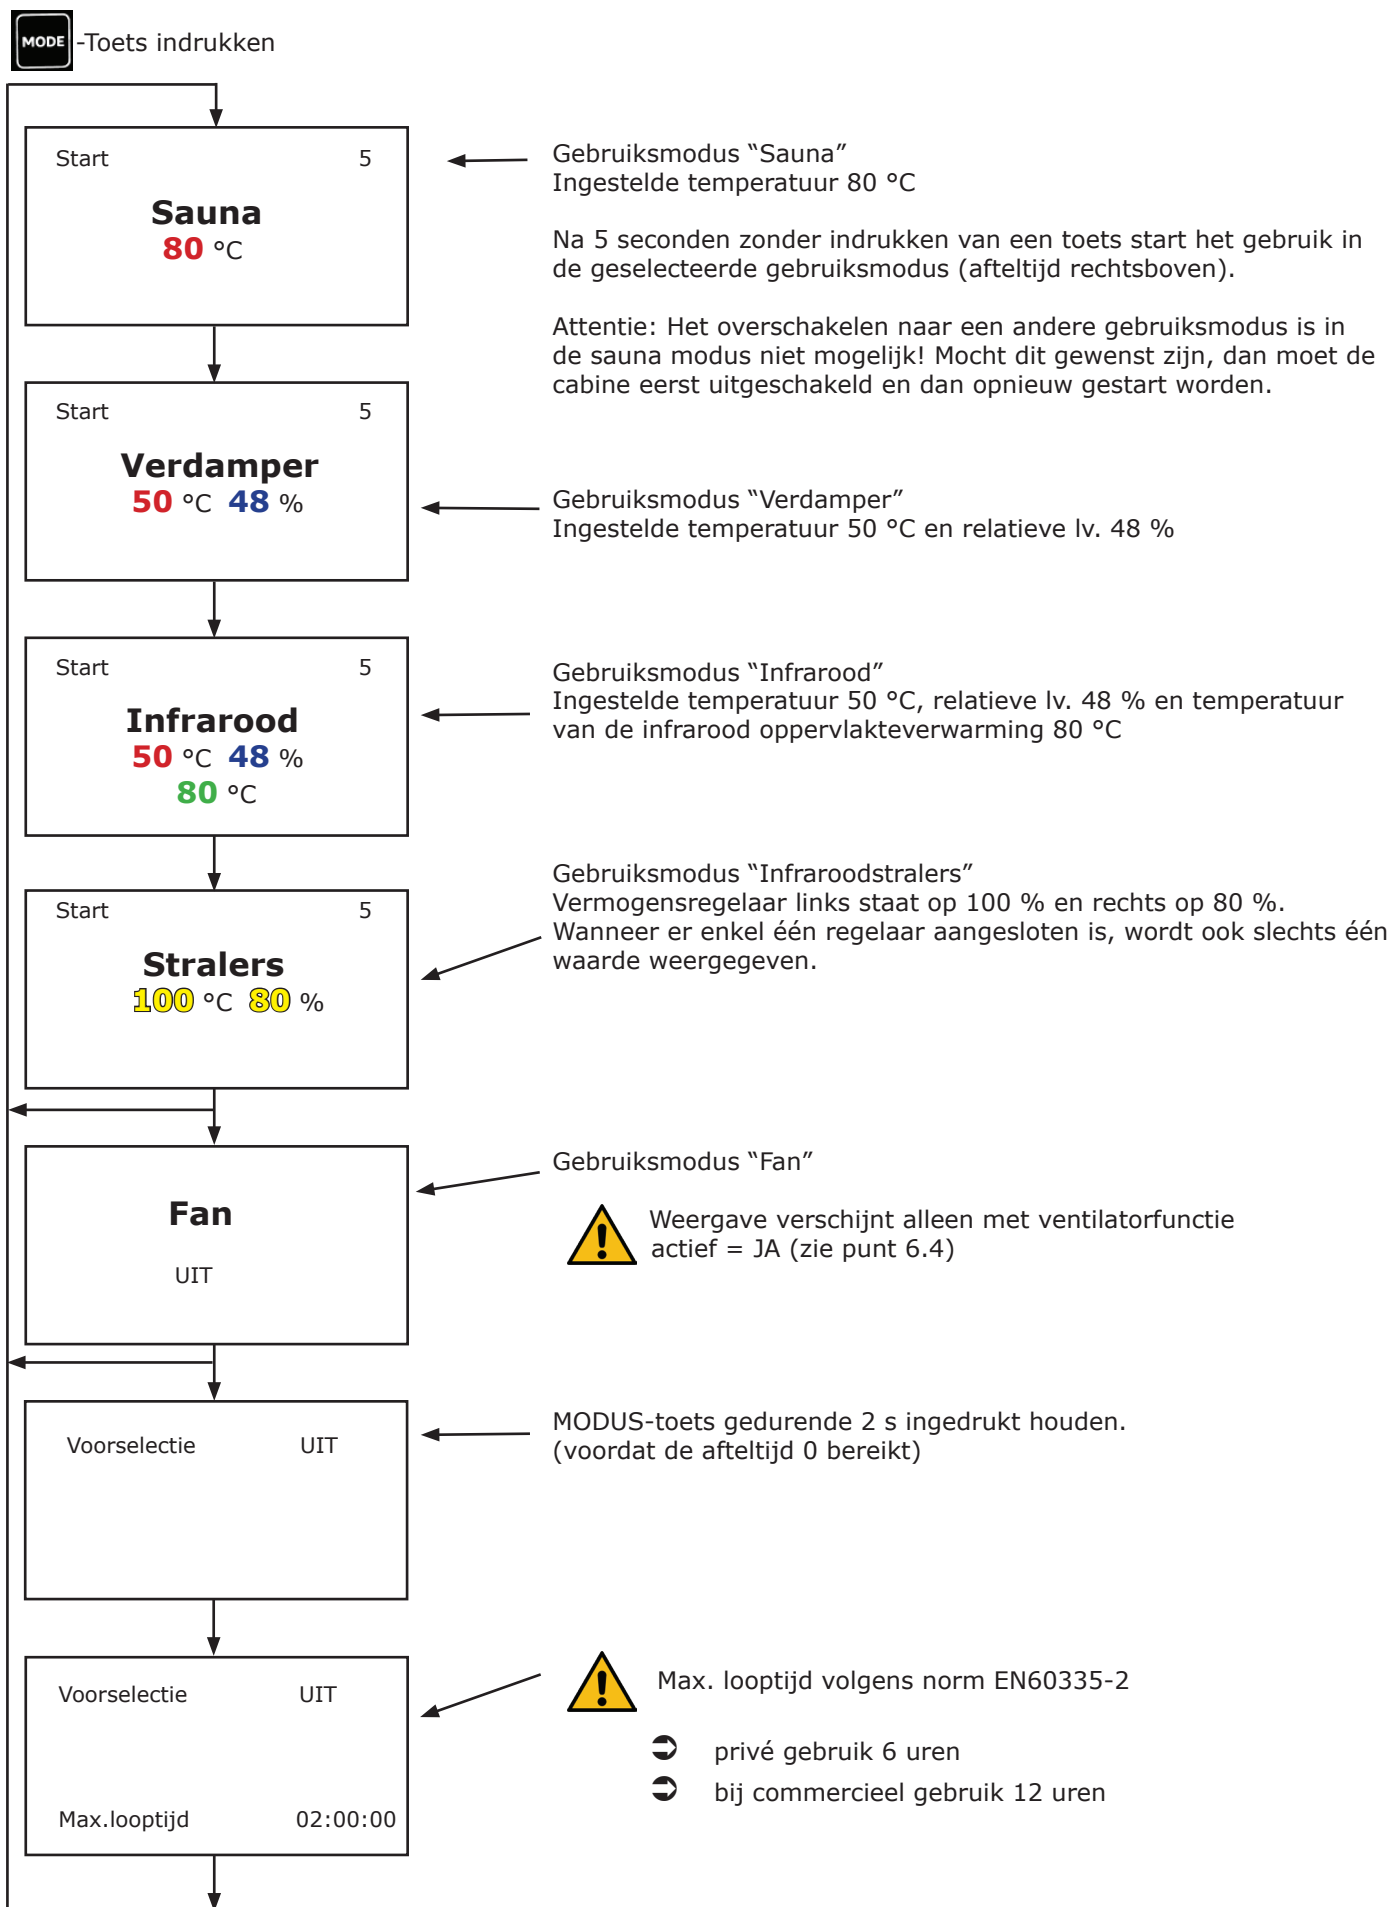 MODE -Toets indrukken
Start 5
Sauna
80 °C
Gebruiksmodus “Sauna”
Ingestelde temperatuur 80 °C
Na 5 seconden zonder indrukken van een toets start het gebruik in
de geselecteerde gebruiksmodus (afteltijd rechtsboven).
Attentie: Het overschakelen naar een andere gebruiksmodus is in
de sauna modus niet mogelijk! Mocht dit gewenst zijn, dan moet de
cabine eerst uitgeschakeld en dan opnieuw gestart worden.
Start 5
Verdamper
50 °C 48 %
Gebruiksmodus “Verdamper”
Ingestelde temperatuur 50 °C en relatieve lv. 48 %
Start 5
Infrarood
50 °C 48 %
80 °C
Gebruiksmodus “Infrarood”
Ingestelde temperatuur 50 °C, relatieve lv. 48 % en temperatuur
van de infrarood oppervlakteverwarming 80 °C
Start 5
Stralers
100 °C 80 %
Gebruiksmodus “Infraroodstralers”
Vermogensregelaar links staat op 100 % en rechts op 80 %.
Wanneer er enkel één regelaar aangesloten is, wordt ook slechts één
waarde weergegeven.
Fan
UIT
Gebruiksmodus “Fan”
Weergave verschijnt alleen met ventilatorfunctie
actief = JA (zie punt 6.4)
Voorselectie UIT
MODUS-toets gedurende 2 s ingedrukt houden.
(voordat de afteltijd 0 bereikt)
Voorselectie UIT
Max.looptijd 02:00:00
Max. looptijd volgens norm EN60335-2
privé gebruik 6 uren
bij commercieel gebruik 12 uren